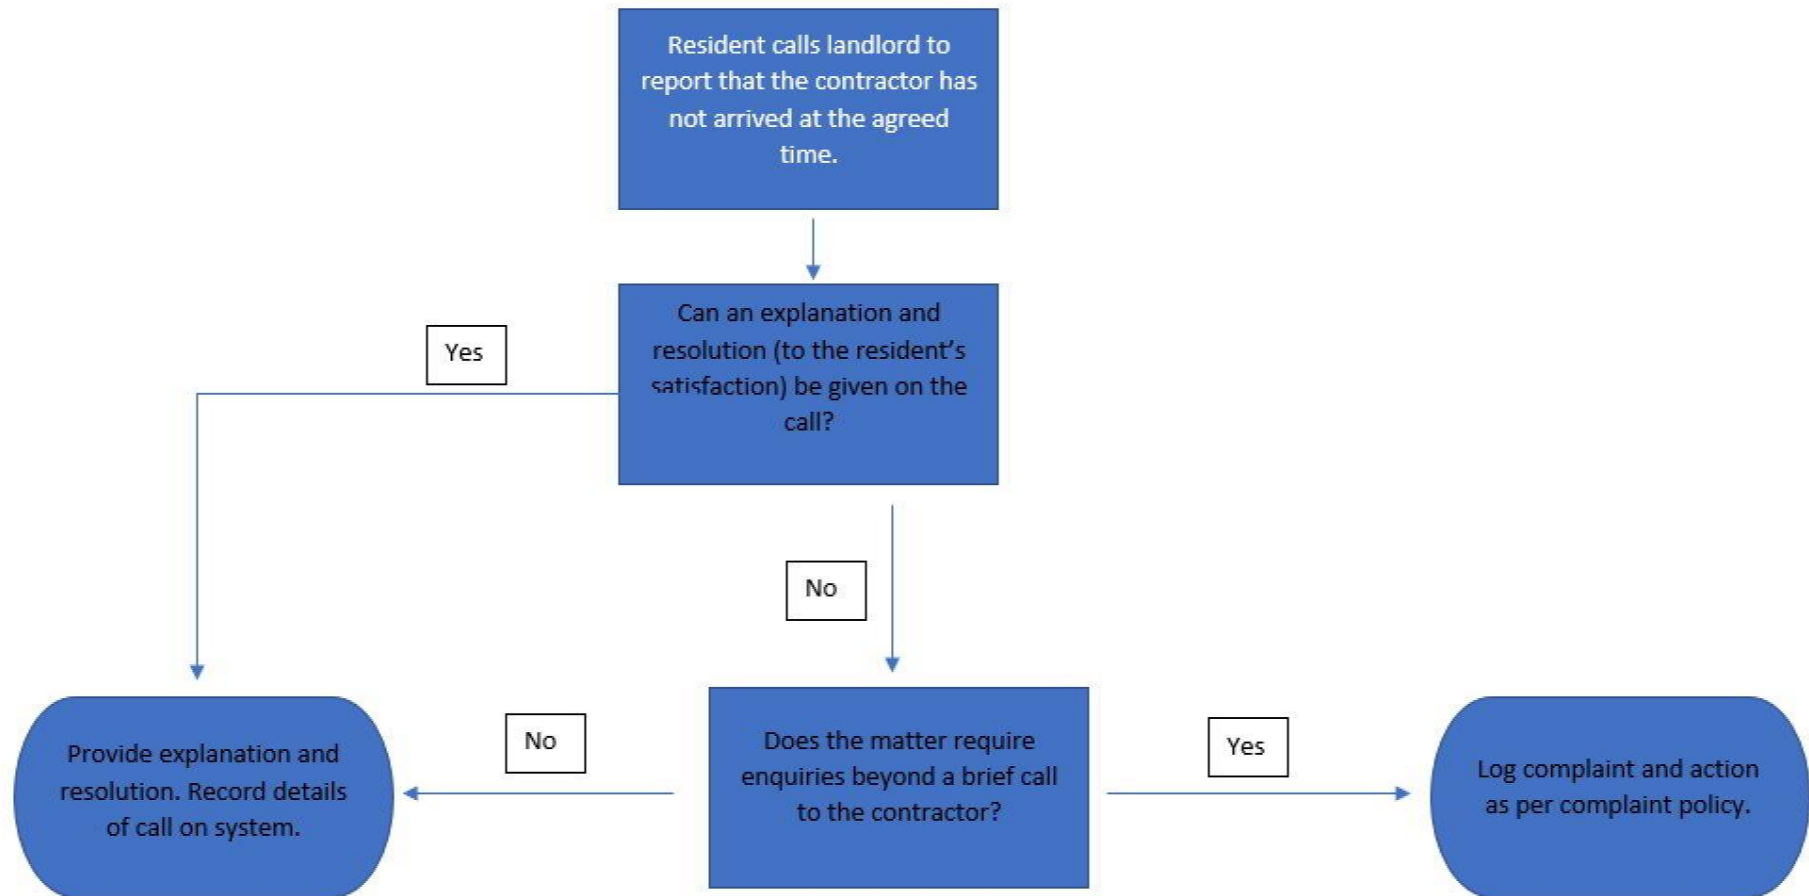 Resident calls landlord to
report that the contractor has
not arrived at the agreed
time.
Can an explanation and
resolution (to the resident’s
satisfaction) be given on the
call?
Yes
No
Provide explanation and
resolution. Record details
of call on system.
No
Does the matter require
enquiries beyond a brief call
to the contractor?
Yes
Log complaint and action
as per complaint policy.